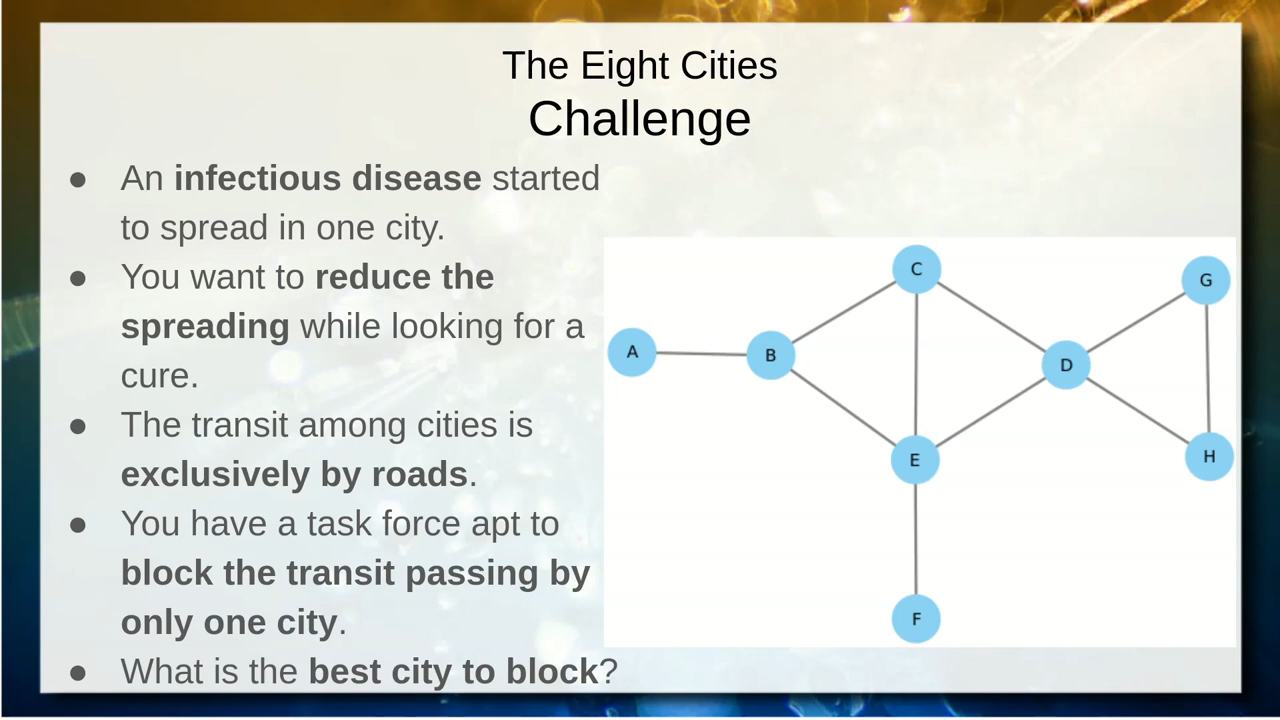 The Eight Cities
Challenge
● An infectious disease started
to spread in one city.
● You want to reduce the
spreading while looking for a
cure.
● The transit among cities is
exclusively by roads.
● You have a task force apt to
block the transit passing by
only one city.
● What is the best city to block?
C
G
A
B
D
E
H
F